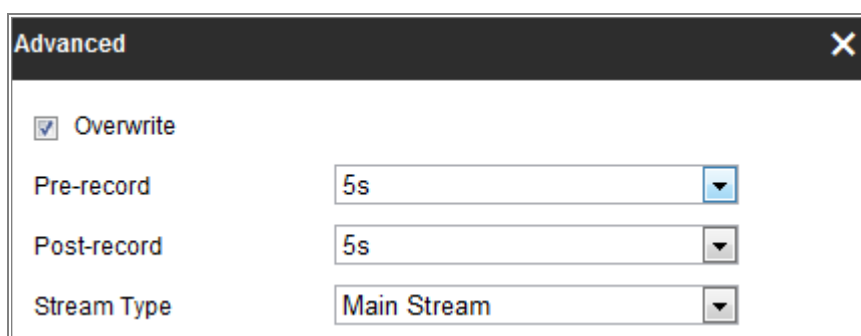 Advanced
Overwrite
Pre-record 5s
Post-record 5s
Stream Type Main Stream